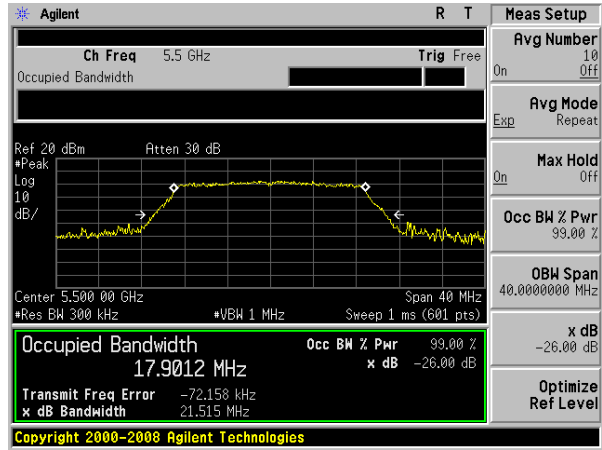 Agilent R T
Ch Freq 5.5 GHz Trig Free
Occupied Bandwidth
Ref 20 dBm Atten 30 dB
#Peak
Log
10
dB/
Center 5.500 00 GHz Span 40 MHz
#Res BW 300 kHz #VBW 1 MHz Sweep 1 ms (601 pts)
Occupied Bandwidth
17.9012 MHz
Occ BW % Pwr 99.00 %
x dB -26.00 dB
Transmit Freq Error -72.158 kHz
x dB Bandwidth 21.515 MHz
Copyright 2000-2008 Agilent Technologies
Meas Setup
Avg Number
10
On Off
Avg Mode
Exp Repeat
Max Hold
On Off
Occ BW % Pwr
99.00 %
OBW Span
40.0000000 MHz
x dB
-26.00 dB
Optimize
Ref Level